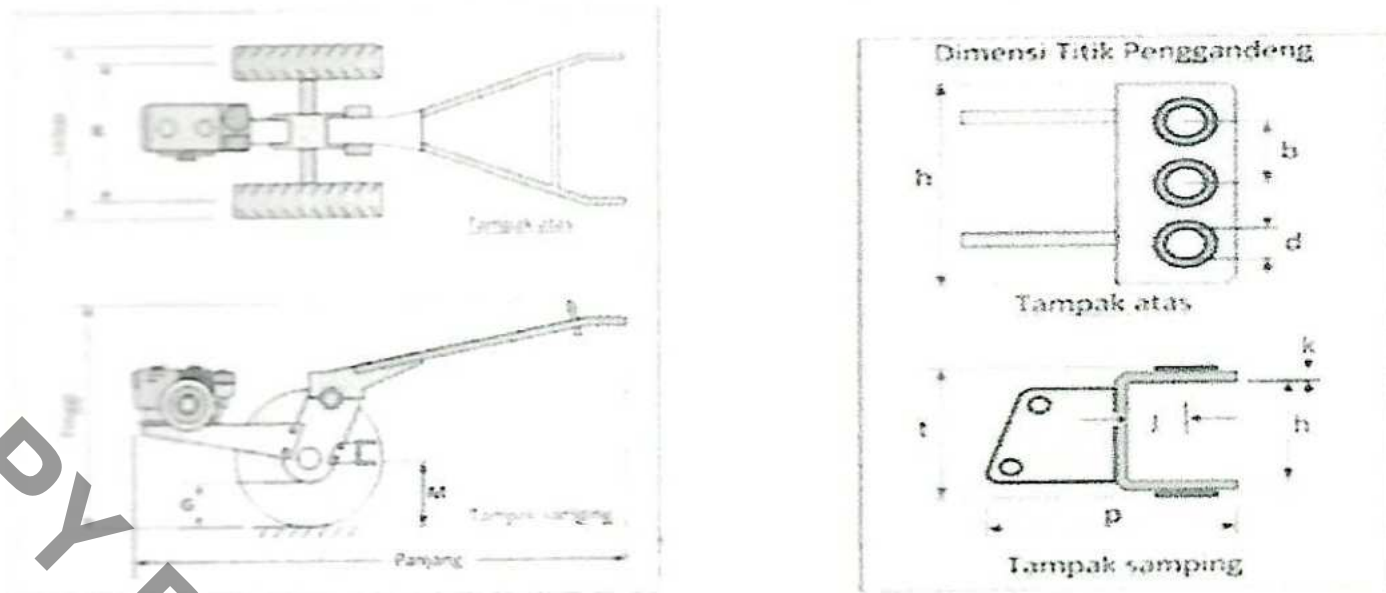 Tampak atas
Tinggi
G
M
Tampak samping
Panjang
Dimensi Titik Penggandeng
h
b
d
Tampak atas
k
t
J
h
p
Tampak samping